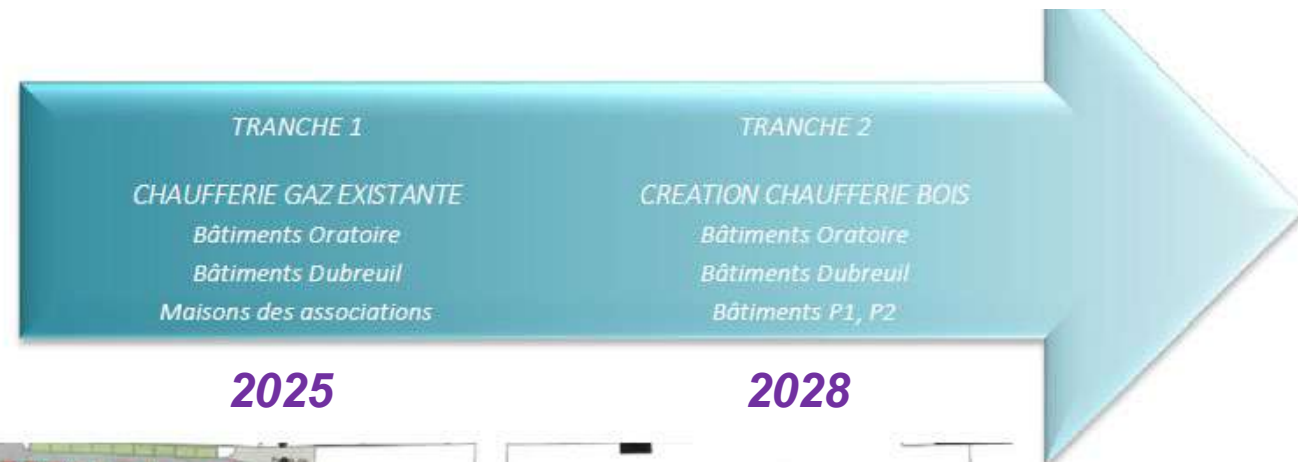 TRANCHE 1
CHAUFFERIE GAZ EXISTANTE
Bâtiments Oratoire
Bâtiments Dubreuil
Maisons des associations
2025
TRANCHE 2
CREATION CHAUFFERIE BOIS
Bâtiments Oratoire
Bâtiments Dubreuil
Bâtiments P1, P2
2028